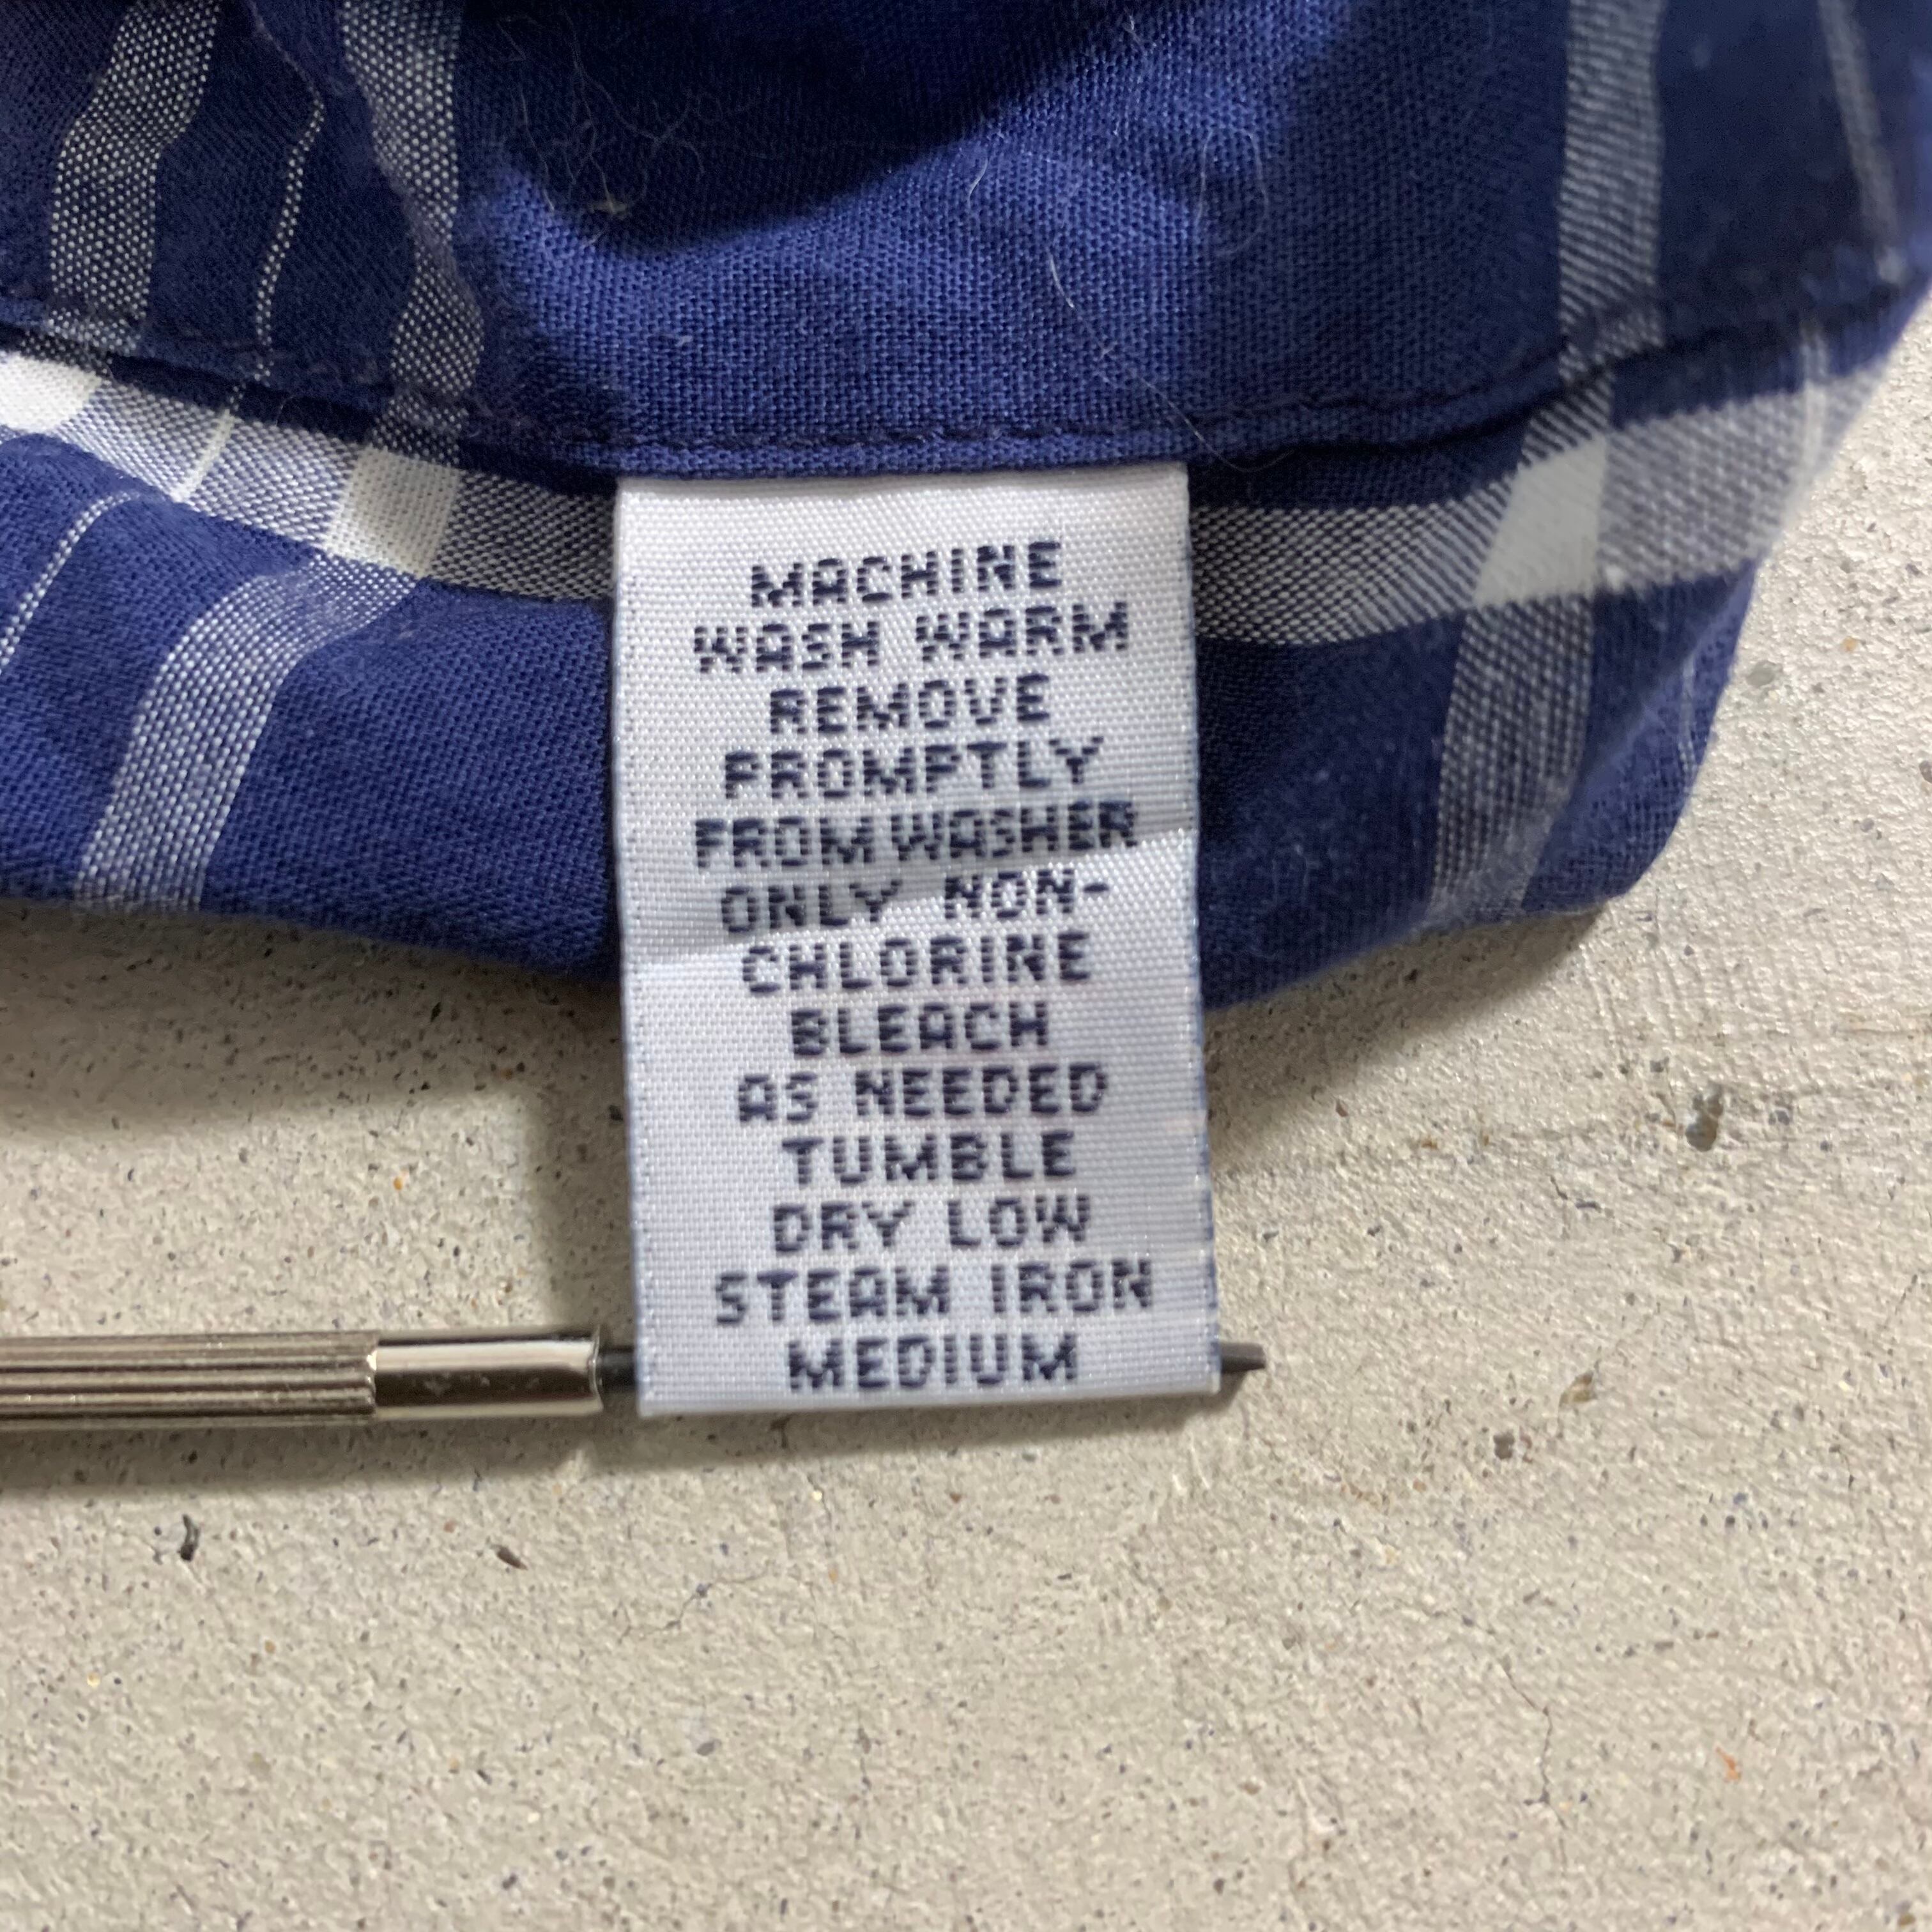 MACHINE
WASH WARM
REMOVE
PROMPTLY
FROM WASHER
ONLY NON-
CHLORINE
BLEACH
AS NEEDED
TUMBLE
DRY LOW
STEAM IRON
MEDIUM